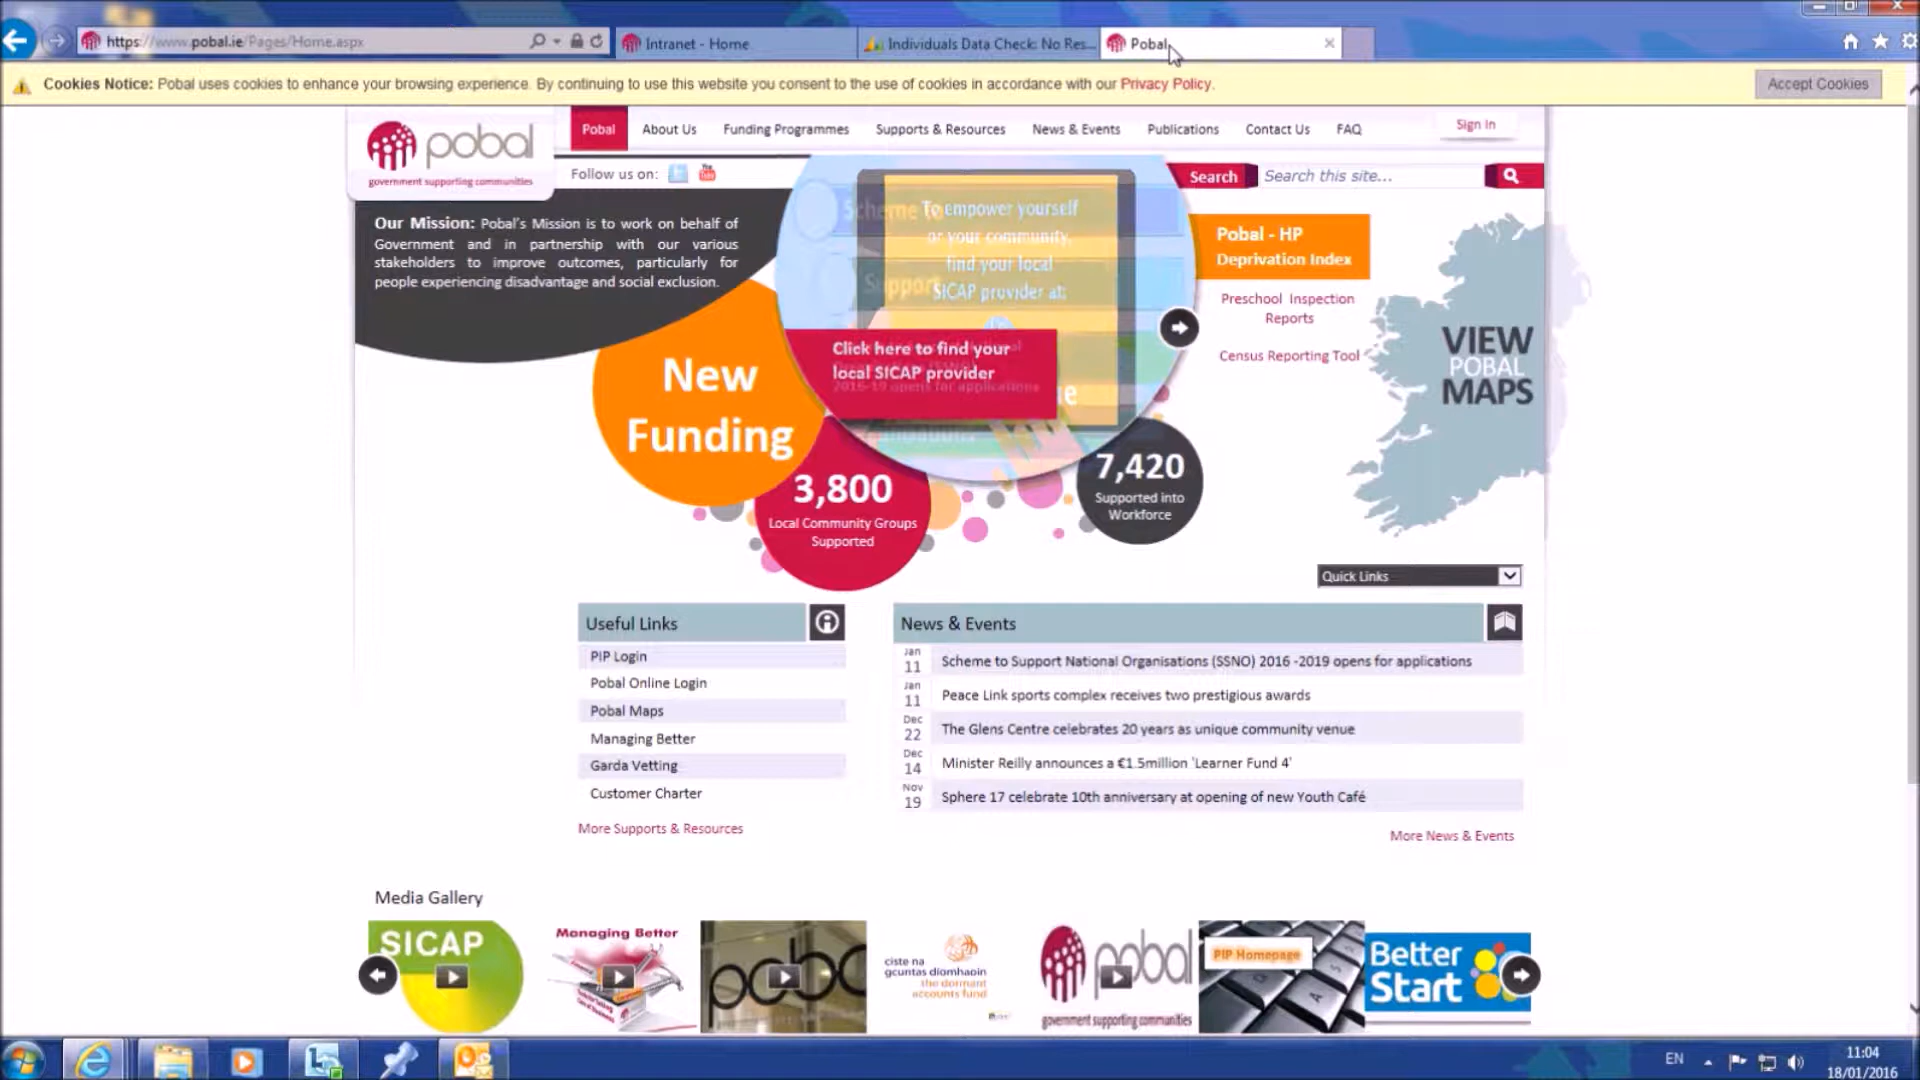 https://www.pobal.ie/Pages/Home.aspx
Intranet - Home
Individuals Data Check: No Res...
Pobal
Cookies Notice: Pobal uses cookies to enhance your browsing experience. By continuing to use this website you consent to the use of cookies in accordance with our Privacy Policy.
Accept Cookies
pobal
government supporting communities
Pobal
About Us
Funding Programmes
Supports & Resources
News & Events
Publications
Contact Us
FAQ
Sign In
Follow us on:
You Tube
Search
Search this site...
Our Mission: Pobal's Mission is to work on behalf of
Government and in partnership with our various
stakeholders to improve outcomes, particularly for
people experiencing disadvantage and social exclusion.
Scheme to
Support
To empower yourself
or your community,
find your local
SICAP provider at:
Click here to find your
local SICAP provider
2016-19 opens for applications
New
Funding
3,800
Local Community Groups
Supported
7,420
Supported into
Workforce
Pobal - HP
Deprivation Index
Preschool Inspection
Reports
Census Reporting Tool
VIEW
POBAL
MAPS
Quick Links
Useful Links
PIP Login
Pobal Online Login
Pobal Maps
Managing Better
Garda Vetting
Customer Charter
More Supports & Resources
News & Events
Jan
11
Scheme to Support National Organisations (SSNO) 2016 -2019 opens for applications
Jan
11
Peace Link sports complex receives two prestigious awards
Dec
22
The Glens Centre celebrates 20 years as unique community venue
Dec
14
Minister Reilly announces a €1.5million 'Learner Fund 4'
Nov
19
Sphere 17 celebrate 10th anniversary at opening of new Youth Café
More News & Events
Media Gallery
SICAP
Managing Better
pobal
ciste na
gcuntas díomhaoin
the dormant
accounts fund
pobal
government supporting communities
PIP Homepage
Better
Start
EN
11:04
18/01/2016